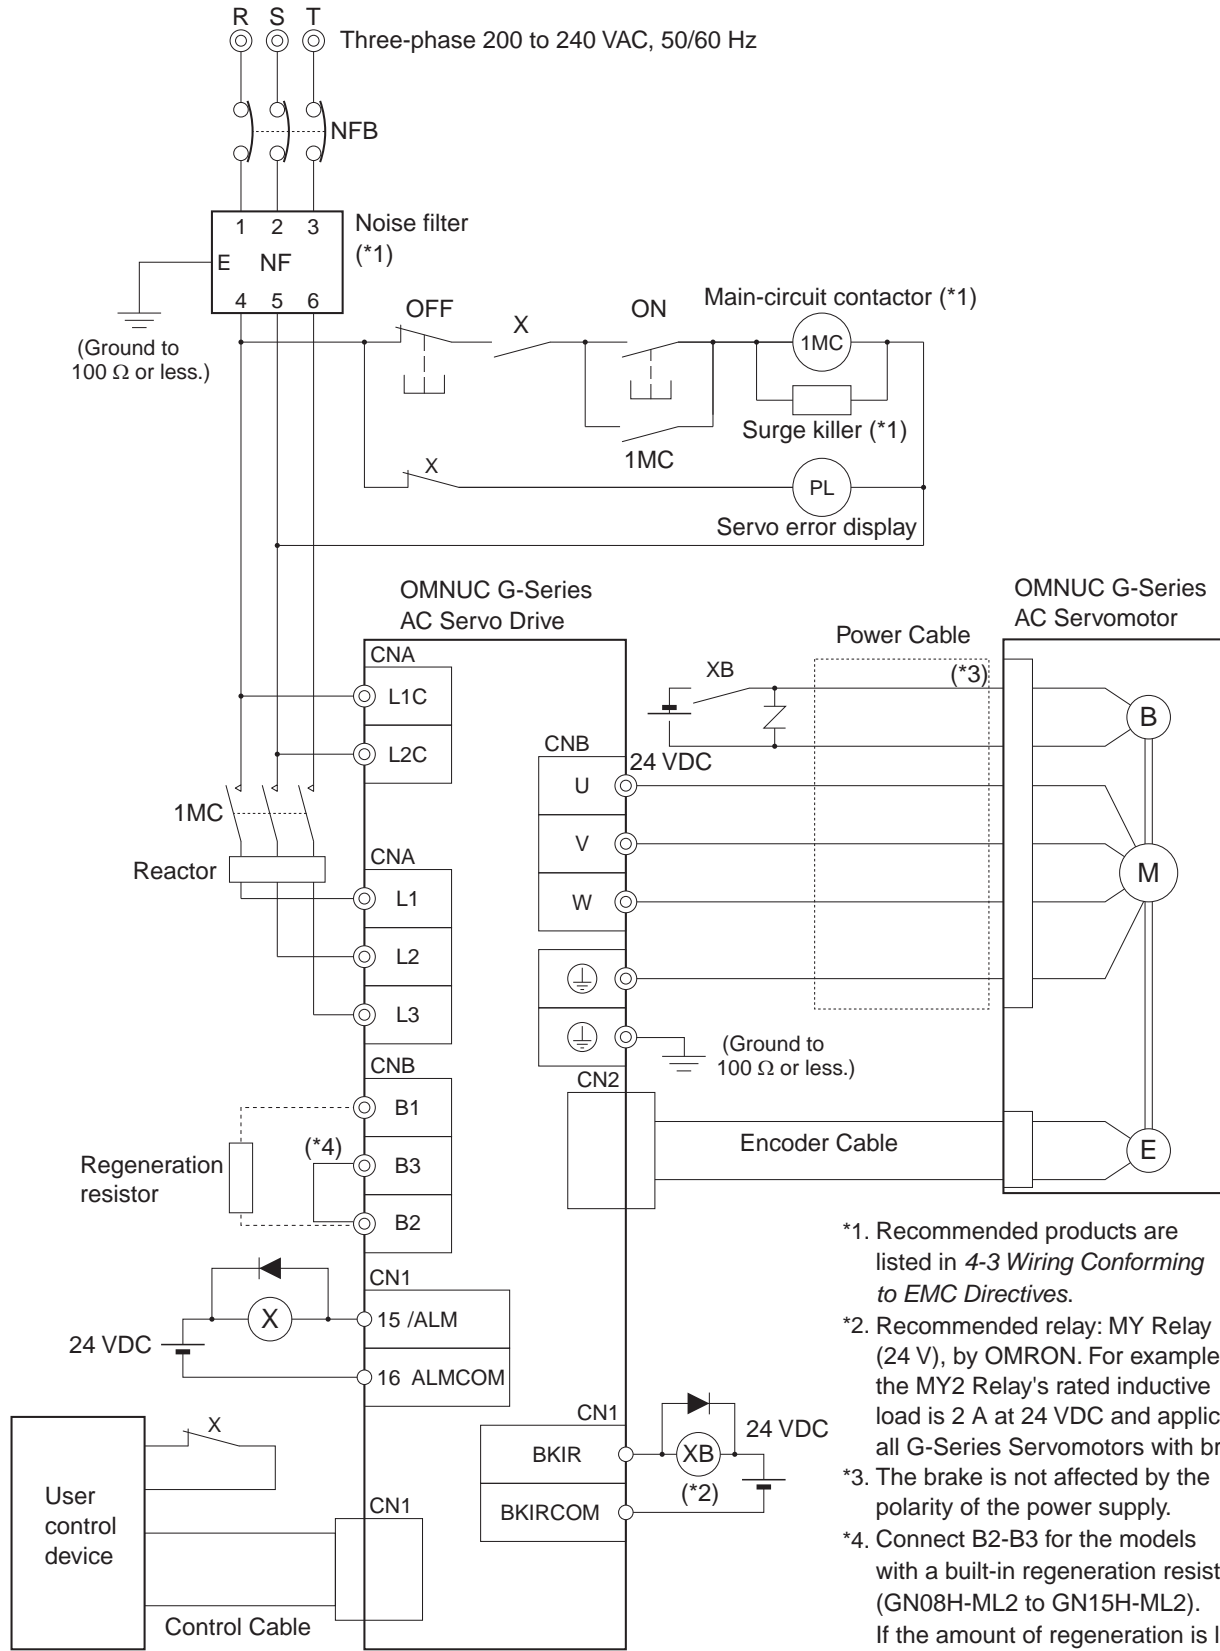 R S T
Three-phase 200 to 240 VAC, 50/60 Hz
NFB
1 2 3
Noise filter
(*1)
E NF
4 5 6
(Ground to
100 Ω or less.)
OFF
X
ON
Main-circuit contactor (*1)
1MC
Surge killer (*1)
1MC
X
PL
Servo error display
OMNUC G-Series
AC Servo Drive
OMNUC G-Series
AC Servomotor
CNA
L1C
L2C
1MC
Reactor
CNA
L1
L2
L3
CNB
B1
(*4)
B3
B2
Regeneration
resistor
XB
24 VDC
Power Cable
(*3)
B
CNB
U
V
W
M
(Ground to
100 Ω or less.)
CN2
Encoder Cable
E
CN1
X
15 /ALM
24 VDC
16 ALMCOM
X
User
control
device
CN1
Control Cable
CN1
BKIR
XB
24 VDC
(*2)
BKIRCOM
*1. Recommended products are
listed in 4-3 Wiring Conforming
to EMC Directives.
*2. Recommended relay: MY Relay
(24 V), by OMRON. For example
the MY2 Relay's rated inductive
load is 2 A at 24 VDC and applic
all G-Series Servomotors with br
*3. The brake is not affected by the
polarity of the power supply.
*4. Connect B2-B3 for the models
with a built-in regeneration resist
(GN08H-ML2 to GN15H-ML2).
If the amount of regeneration is l